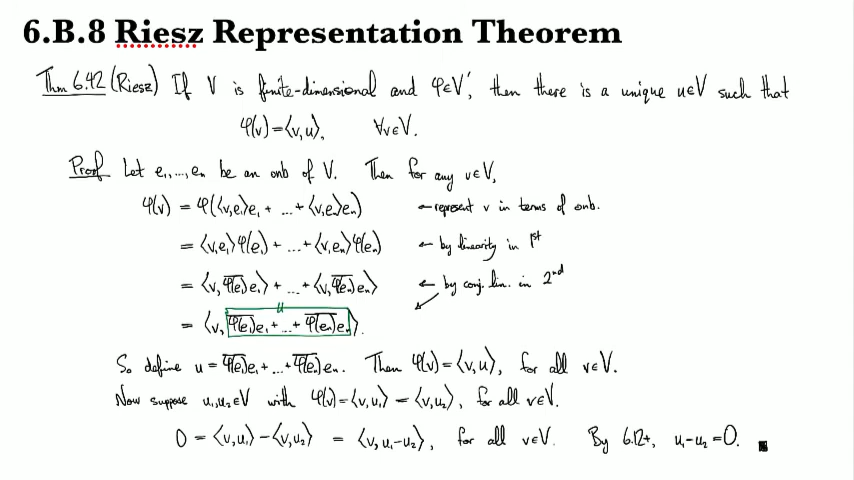 6.B.8 Riesz Representation Theorem
Thm 6.42 (Riesz) If V is finite-dimensional and φ∈V′, then there is a unique u∈V such that
φ(v)=⟨v,u⟩, ∀v∈V.
Proof Let e₁,...,eₙ be an onb of V. Then for any v∈V,
φ(v) = φ(⟨v,e₁⟩e₁ + ... + ⟨v,eₙ⟩eₙ) ← represent v in terms of onb.
= ⟨v,e₁⟩φ(e₁) + ... + ⟨v,eₙ⟩φ(eₙ) ← by linearity in 1st
= ⟨v, \overline{φ(e₁)}e₁⟩ + ... + ⟨v, \overline{φ(eₙ)}eₙ⟩ ← by conj. lin. in 2nd
u
= ⟨v, \overline{φ(e₁)}e₁ + ... + \overline{φ(eₙ)}eₙ⟩.
So define u = \overline{φ(e₁)}e₁ + ... + \overline{φ(eₙ)}eₙ. Then φ(v)=⟨v,u⟩, for all v∈V.
Now suppose u₁,u₂∈V with φ(v)=⟨v,u₁⟩ = ⟨v,u₂⟩, for all v∈V.
0 = ⟨v,u₁⟩ − ⟨v,u₂⟩ = ⟨v,u₁−u₂⟩, for all v∈V. By 6.12+, u₁−u₂=0. ■